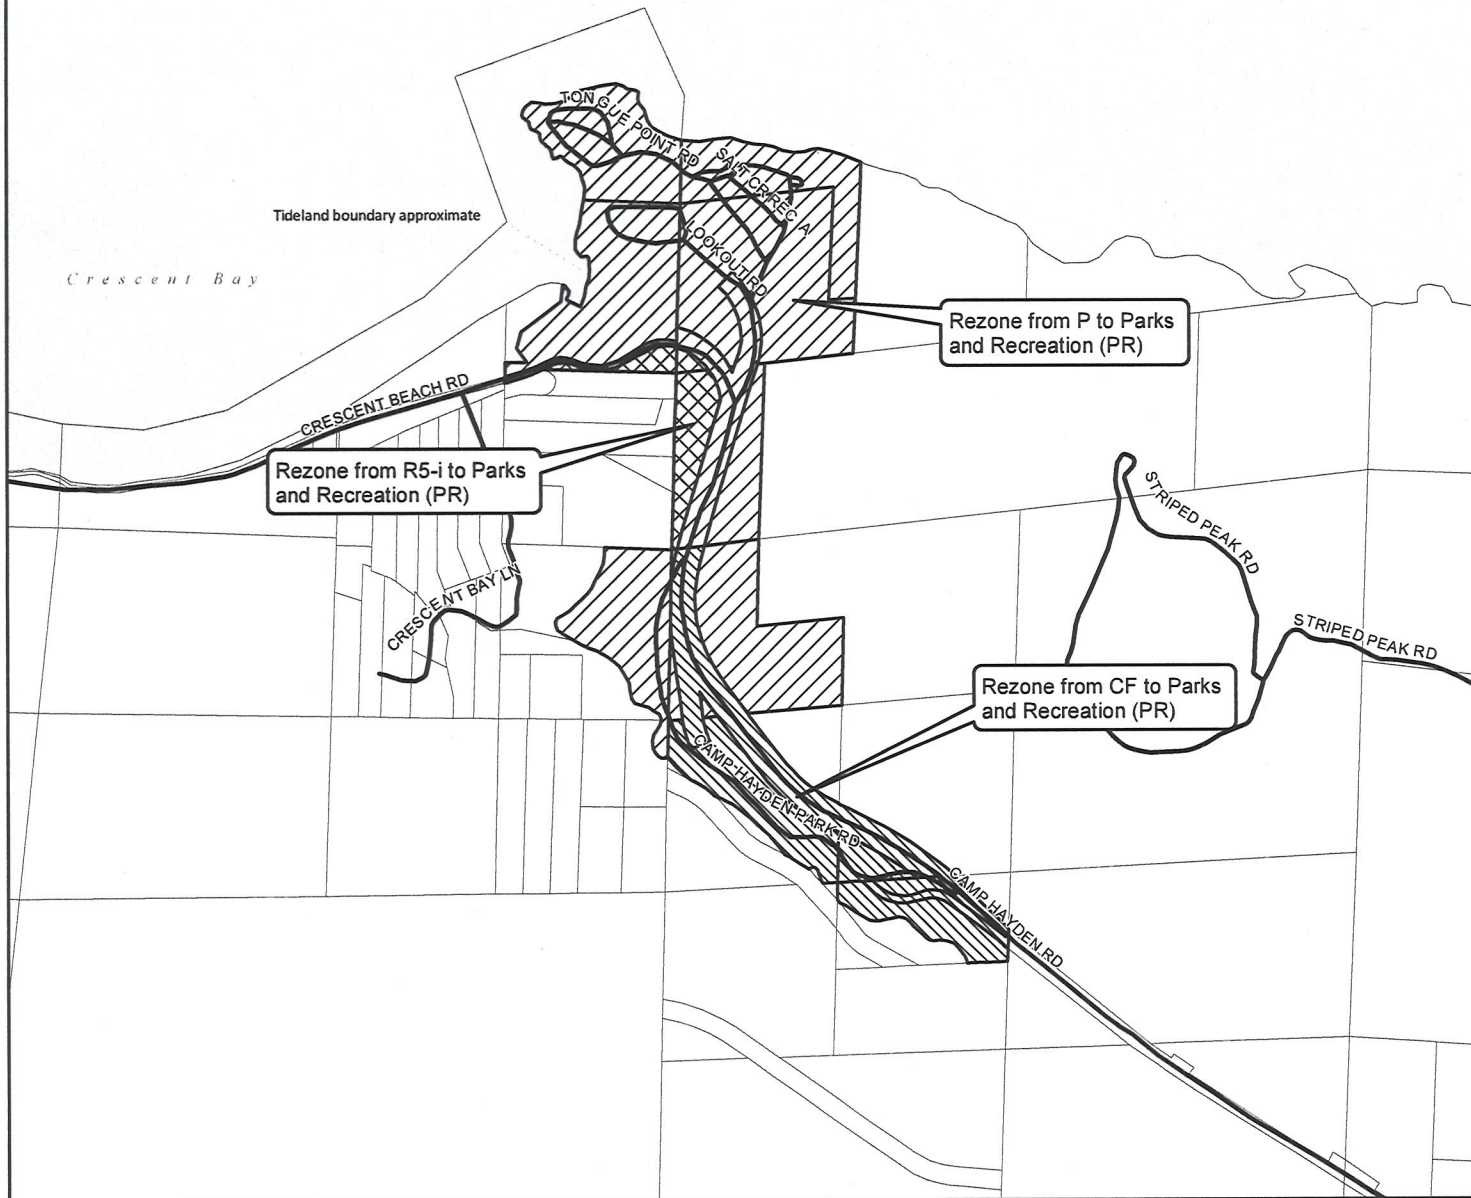 TONGUE POINT RD
SALT CR REC A
Tideland boundary approximate
LOOKOUT RD
Crescent Bay
Rezone from P to Parks
and Recreation (PR)
CRESCENT BEACH RD
Rezone from R5-i to Parks
and Recreation (PR)
STRIPED PEAK RD
CRESCENT BAY LN
STRIPED PEAK RD
Rezone from CF to Parks
and Recreation (PR)
CAMP HAYDEN PARK RD
CAMP HAYDEN RD